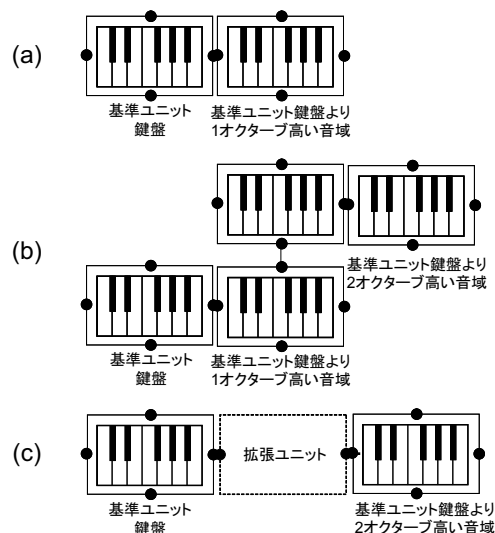 (a)
基準ユニット
鍵盤
基準ユニット鍵盤より
1オクターブ高い音域
(b)
基準ユニット鍵盤より
2オクターブ高い音域
基準ユニット
鍵盤
基準ユニット鍵盤より
1オクターブ高い音域
(c)
拡張ユニット
基準ユニット
鍵盤
基準ユニット鍵盤より
2オクターブ高い音域